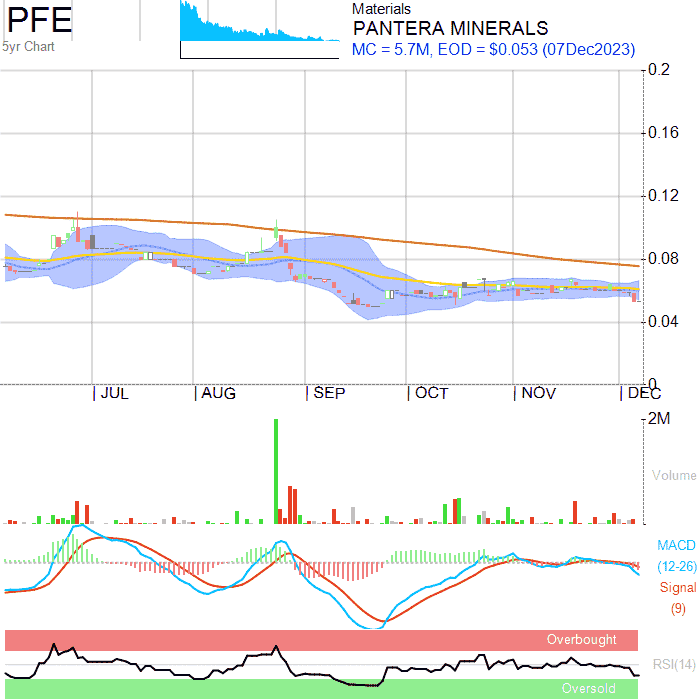 PFE
5yr Chart
Materials
PANTERA MINERALS
MC = 5.7M, EOD = $0.053 (07Dec2023)
0.2
0.16
0.12
0.08
0.04
0
JUL AUG SEP OCT NOV DEC
2M
Volume
MACD
(12-26)
Signal
(9)
Overbought
RSI(14)
Oversold